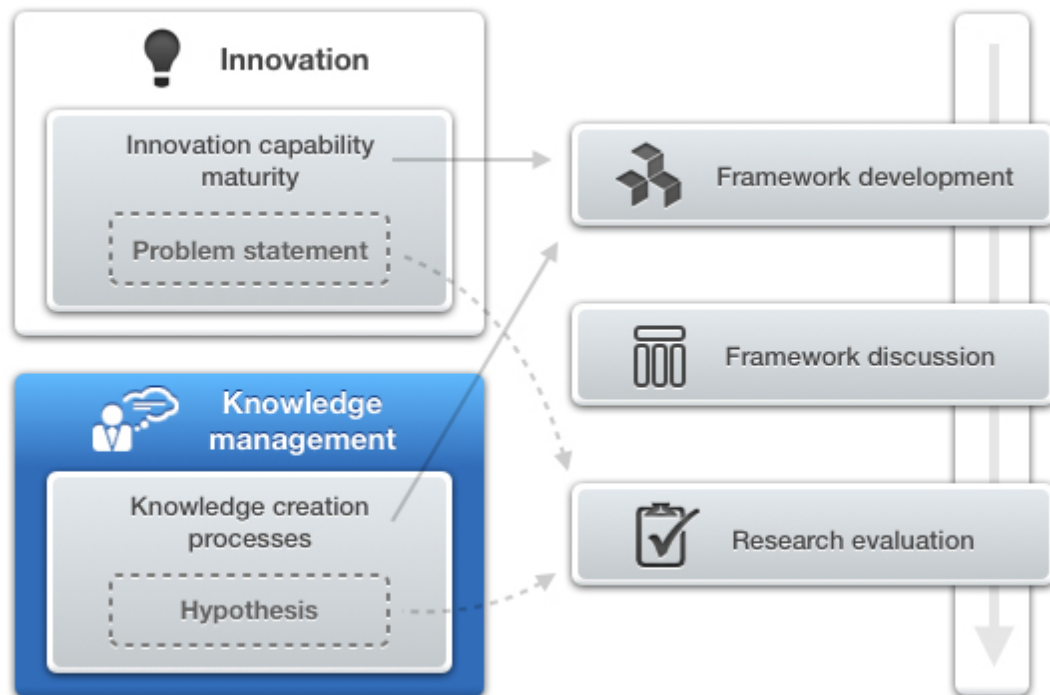 Innovation
Innovation capability
maturity
Problem statement
Knowledge
management
Knowledge creation
processes
Hypothesis
Framework development
Framework discussion
Research evaluation